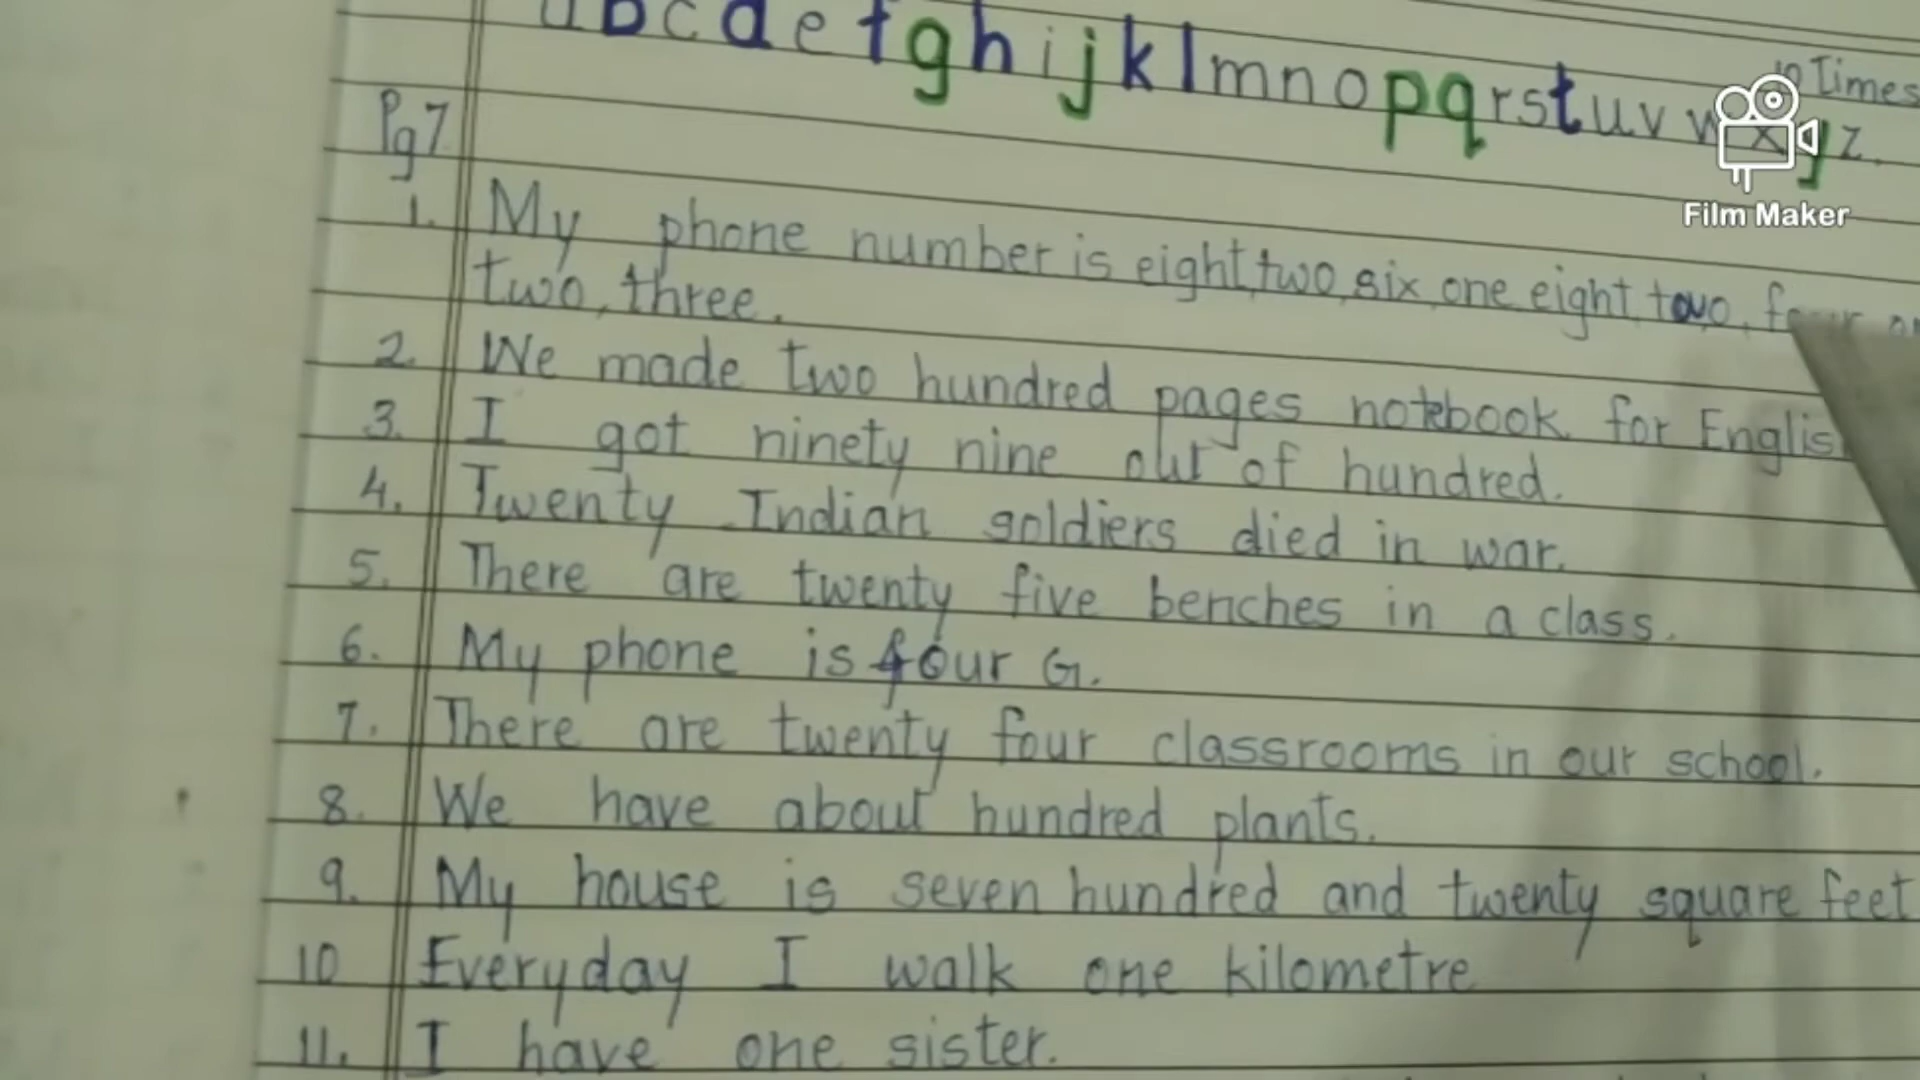 a b c d e f g h i j k l m n o p q r s t u v w x y z.
10 Times
Film Maker
Pg 7
1. My phone number is eight, two, six, one eight two, four
two, three.
2. We made two hundred pages notebook for Englis
3. I got ninety nine out of hundred.
4. Twenty Indian soldiers died in war.
5. There are twenty five benches in a class.
6. My phone is four G.
7. There are twenty four classrooms in our school.
8. We have about hundred plants.
9. My house is seven hundred and twenty square feet
10 Everyday I walk one kilometre
11. I have one sister.